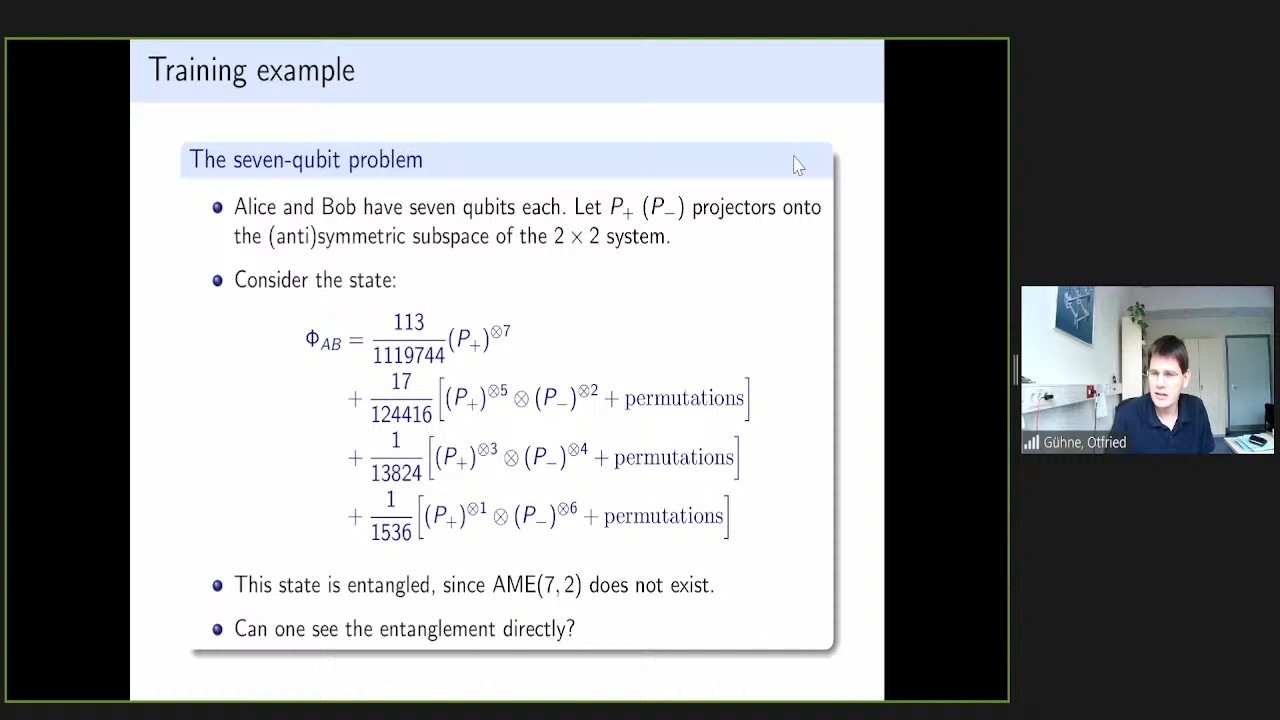 Training example
The seven-qubit problem
Alice and Bob have seven qubits each. Let P₊ (P₋) projectors onto
the (anti)symmetric subspace of the 2 × 2 system.
Consider the state:
Φ_AB = 113/1119744 (P₊)^⊗7
+ 17/124416 [(P₊)^⊗5 ⊗ (P₋)^⊗2 + permutations]
+ 1/13824 [(P₊)^⊗3 ⊗ (P₋)^⊗4 + permutations]
+ 1/1536 [(P₊)^⊗1 ⊗ (P₋)^⊗6 + permutations]
This state is entangled, since AME(7, 2) does not exist.
Can one see the entanglement directly?
Gühne, Otfried